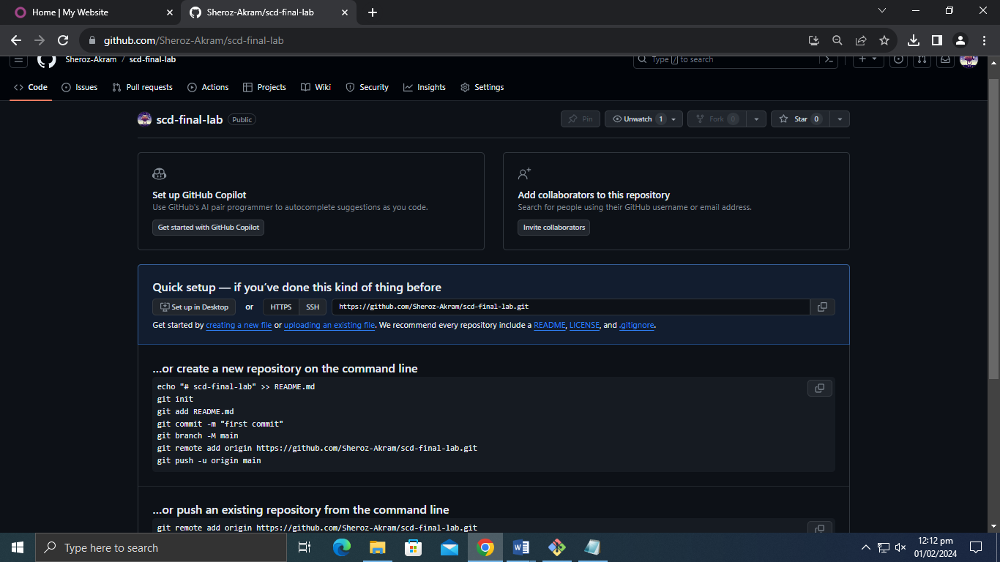 Home | My Website
Sheroz-Akram/scd-final-lab
github.com/Sheroz-Akram/scd-final-lab
Sheroz-Akram / scd-final-lab
Type / to search
Code
Issues
Pull requests
Actions
Projects
Wiki
Security
Insights
Settings
scd-final-lab Public
Pin
Unwatch 1
Fork 0
Star 0
Set up GitHub Copilot
Use GitHub's AI pair programmer to autocomplete suggestions as you code.
Get started with GitHub Copilot
Add collaborators to this repository
Search for people using their GitHub username or email address.
Invite collaborators
Quick setup — if you've done this kind of thing before
Set up in Desktop or HTTPS SSH https://github.com/Sheroz-Akram/scd-final-lab.git
Get started by creating a new file or uploading an existing file. We recommend every repository include a README, LICENSE, and .gitignore.
...or create a new repository on the command line
echo "# scd-final-lab" >> README.md
git init
git add README.md
git commit -m "first commit"
git branch -M main
git remote add origin https://github.com/Sheroz-Akram/scd-final-lab.git
git push -u origin main
...or push an existing repository from the command line
git remote add origin https://github.com/Sheroz-Akram/scd-final-lab.git
Type here to search
12:12 pm
01/02/2024